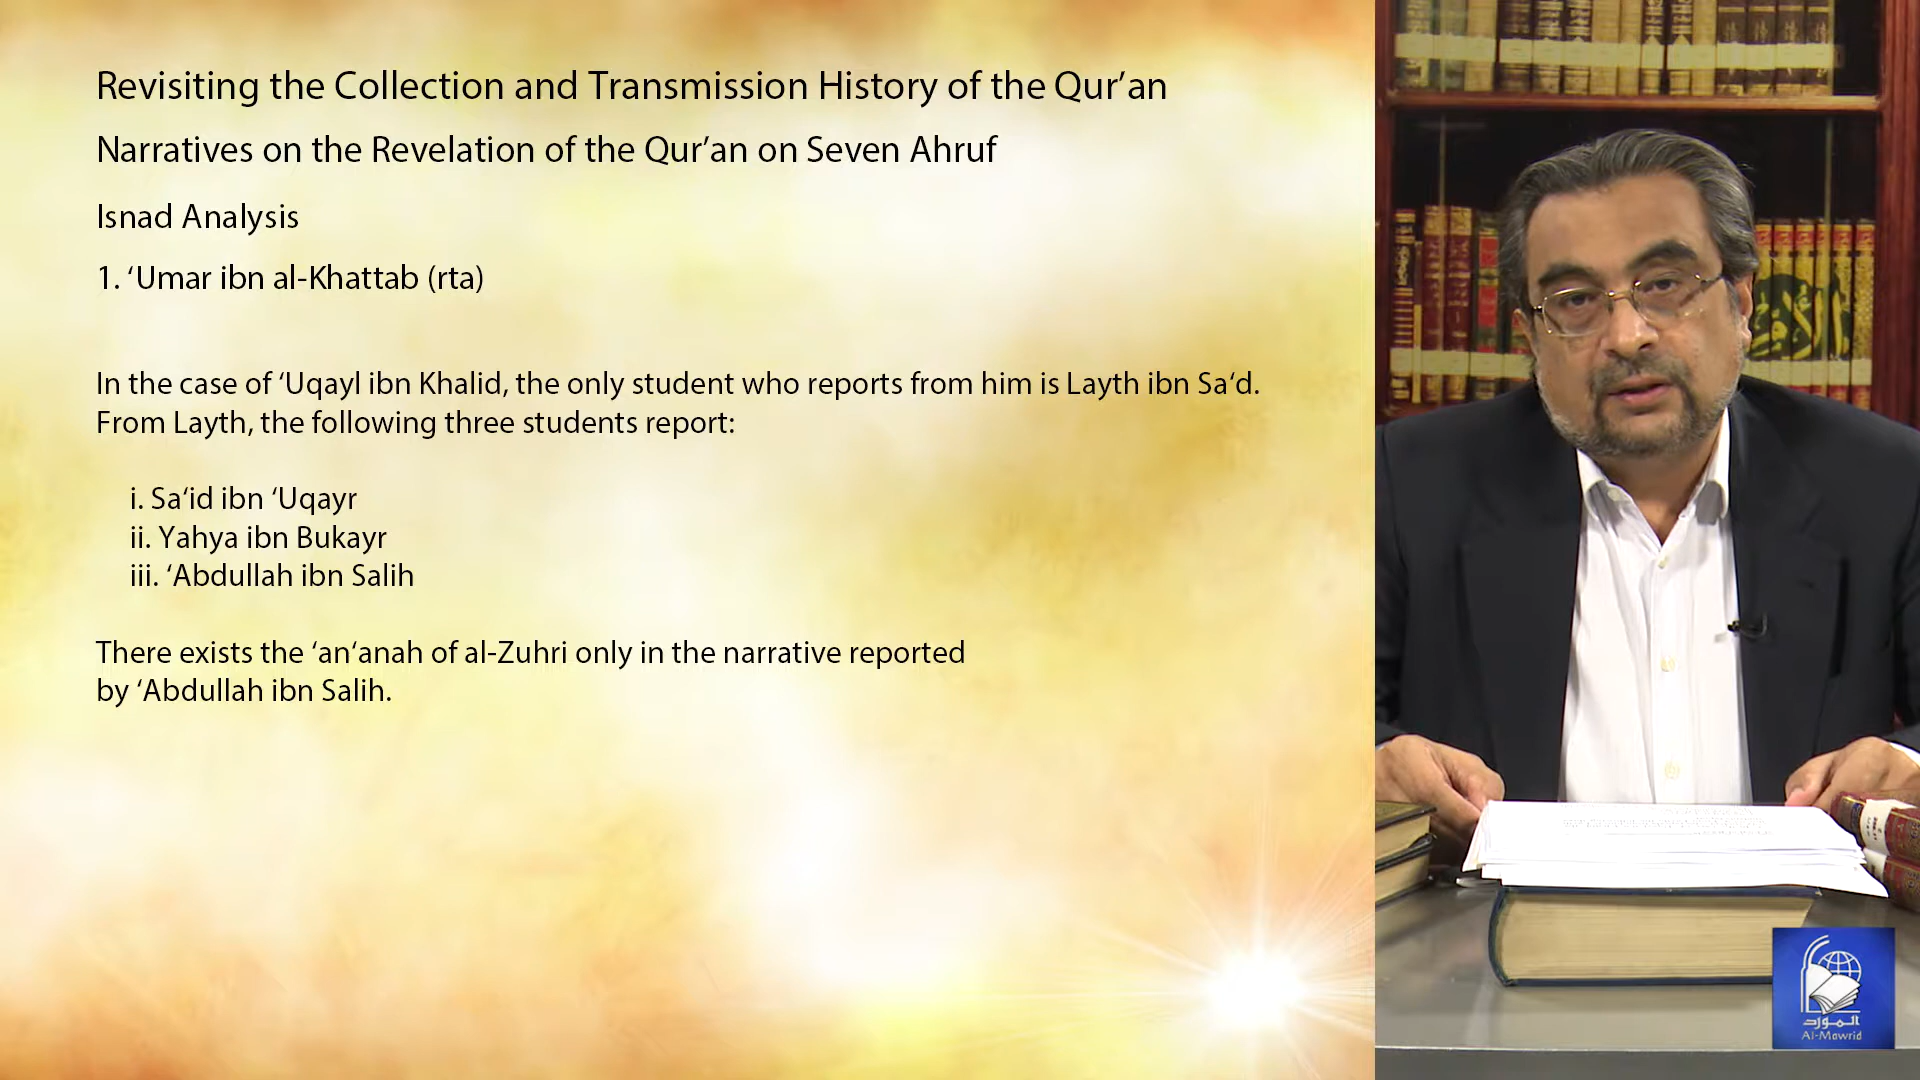 Revisiting the Collection and Transmission History of the Qur’an
Narratives on the Revelation of the Qur’an on Seven Ahruf
Isnad Analysis
1. ‘Umar ibn al-Khattab (rta)
In the case of ‘Uqayl ibn Khalid, the only student who reports from him is Layth ibn Sa‘d.
From Layth, the following three students report:
i. Sa‘id ibn ‘Uqayr
ii. Yahya ibn Bukayr
iii. ‘Abdullah ibn Salih
There exists the ‘an‘anah of al-Zuhri only in the narrative reported
by ‘Abdullah ibn Salih.
المورد
Al-Mawrid